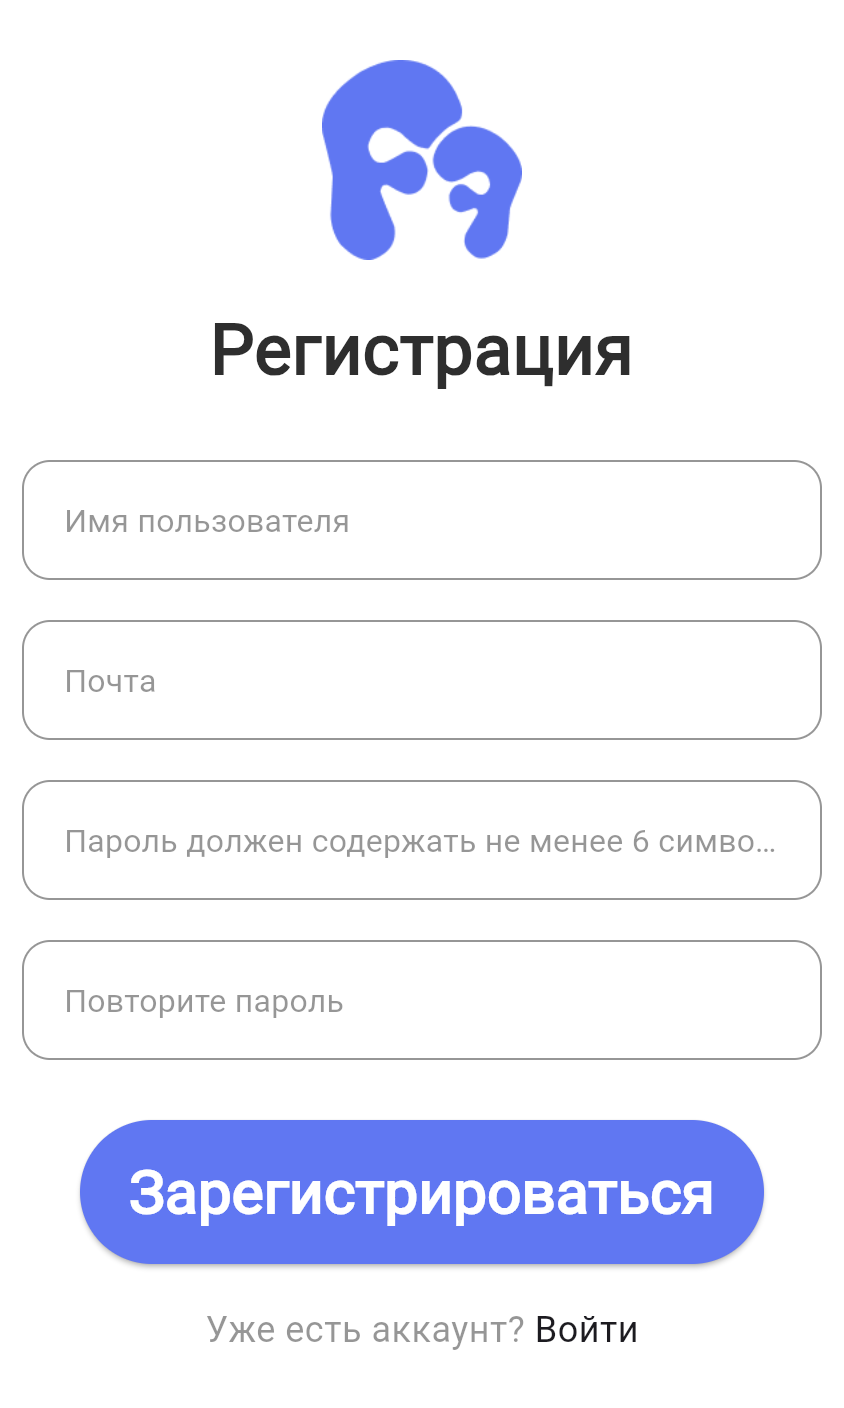 Регистрация
Имя пользователя
Почта
Пароль должен содержать не менее 6 симво...
Повторите пароль
Зарегистрироваться
Уже есть аккаунт? Войти